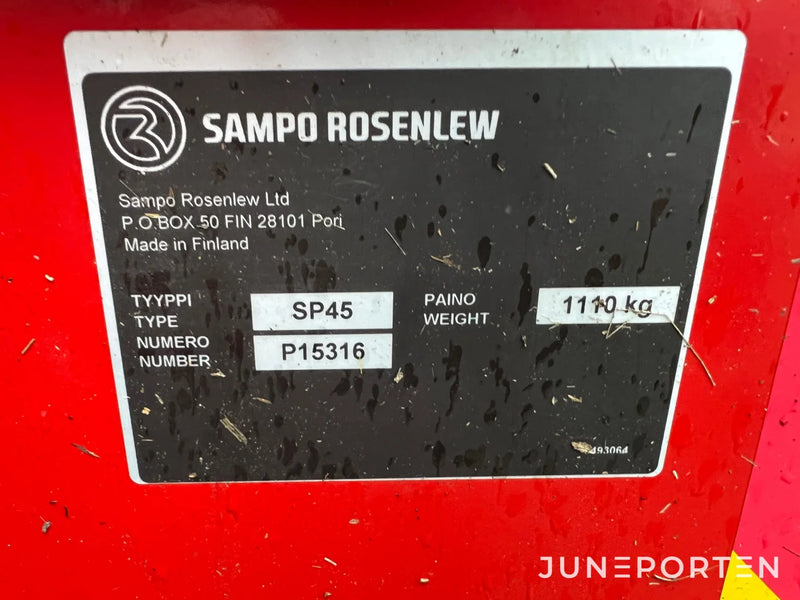 SAMPO ROSENLEW
Sampo Rosenlew Ltd
P.O.BOX 50 FIN 28101 Pori
Made in Finland
TYYPPI
TYPE
SP45
NUMERO
NUMBER
P15316
PAINO
WEIGHT
1110 kg
493064
JUNEPORTEN